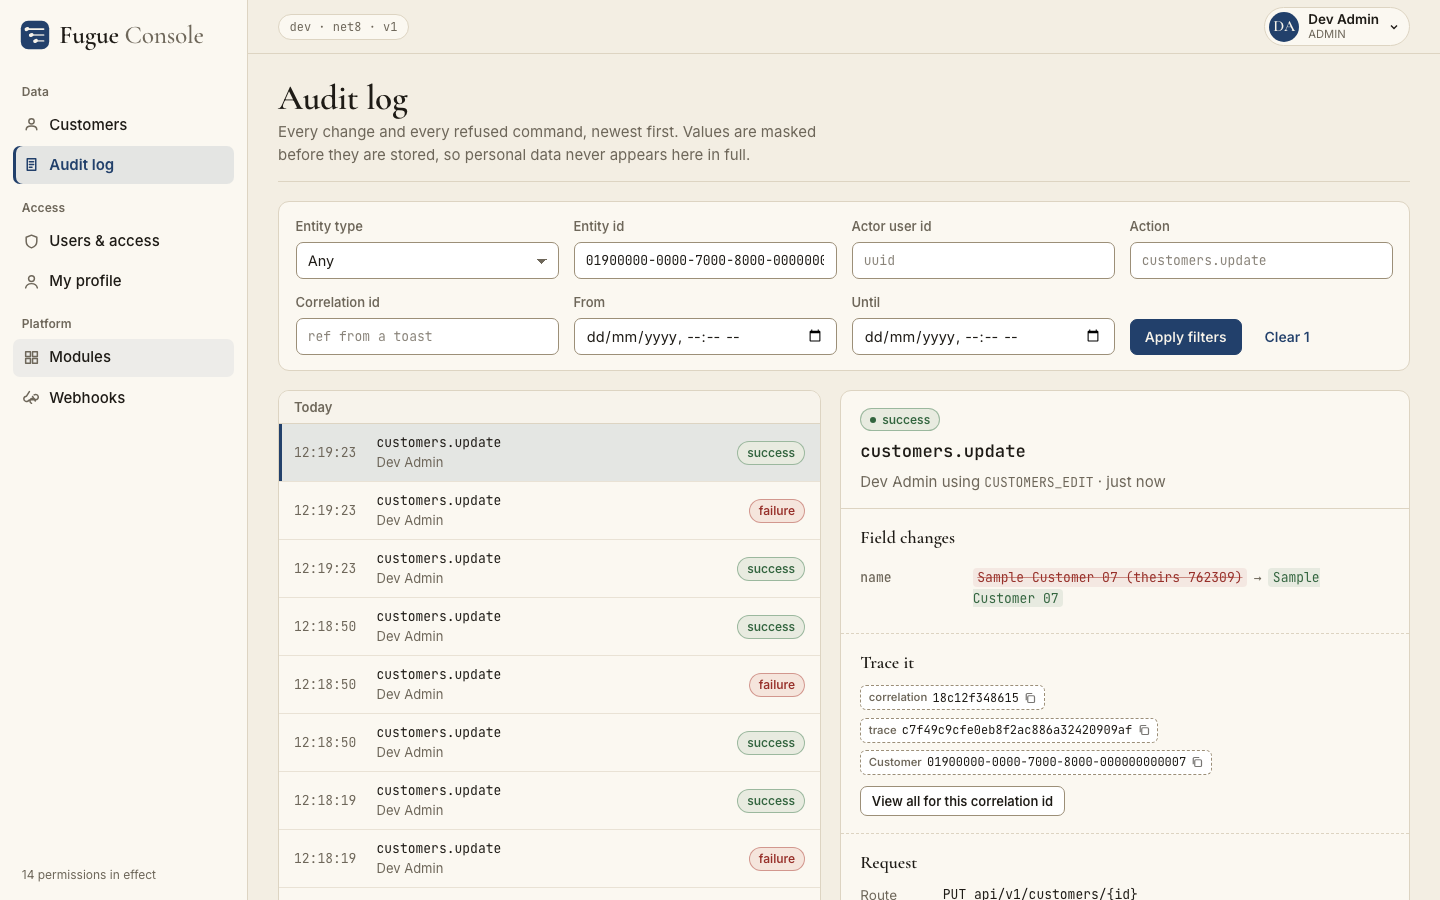 Fugue Console
dev · net8 · v1
DA
Dev Admin
ADMIN
Data
Customers
Audit log
Access
Users & access
My profile
Platform
Modules
Webhooks
14 permissions in effect
Audit log
Every change and every refused command, newest first. Values are masked
before they are stored, so personal data never appears here in full.
Entity type
Entity id
Actor user id
Action
Any
01900000-0000-7000-8000-0000000
uuid
customers.update
Correlation id
From
Until
ref from a toast
dd/mm/yyyy, --:-- --
dd/mm/yyyy, --:-- --
Apply filters
Clear 1
Today
12:19:23
customers.update
Dev Admin
success
12:19:23
customers.update
Dev Admin
failure
12:19:23
customers.update
Dev Admin
success
12:18:50
customers.update
Dev Admin
success
12:18:50
customers.update
Dev Admin
failure
12:18:50
customers.update
Dev Admin
success
12:18:19
customers.update
Dev Admin
success
12:18:19
customers.update
Dev Admin
failure
success
customers.update
Dev Admin using CUSTOMERS_EDIT · just now
Field changes
name
Sample Customer 07 (theirs 762309) → Sample
Customer 07
Trace it
correlation 18c12f348615
trace c7f49c9cfe0eb8f2ac886a32420909af
Customer 01900000-0000-7000-8000-000000000007
View all for this correlation id
Request
Route PUT api/v1/customers/{id}